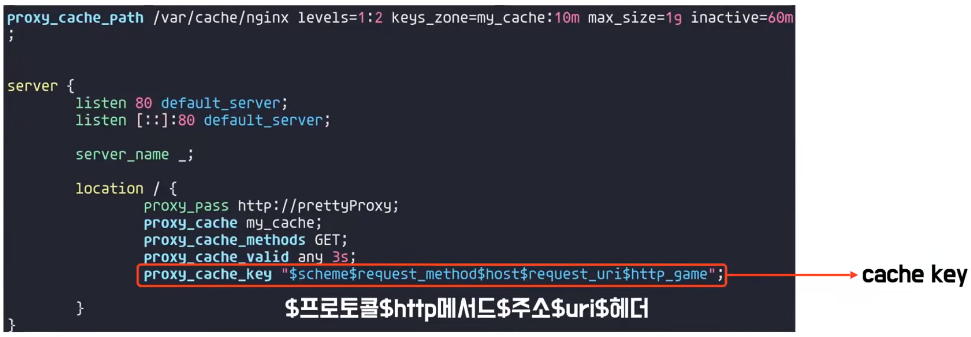 proxy_cache_path /var/cache/nginx levels=1:2 keys_zone=my_cache:10m max_size=1g inactive=60m
;
server {
listen 80 default_server;
listen [::]:80 default_server;
server_name _;
location / {
proxy_pass http://prettyProxy;
proxy_cache my_cache;
proxy_cache_methods GET;
proxy_cache_valid any 3s;
proxy_cache_key "$scheme$request_method$host$request_uri$http_game";
cache key
}
$프로토콜$http메서드$주소$uri$헤더
}